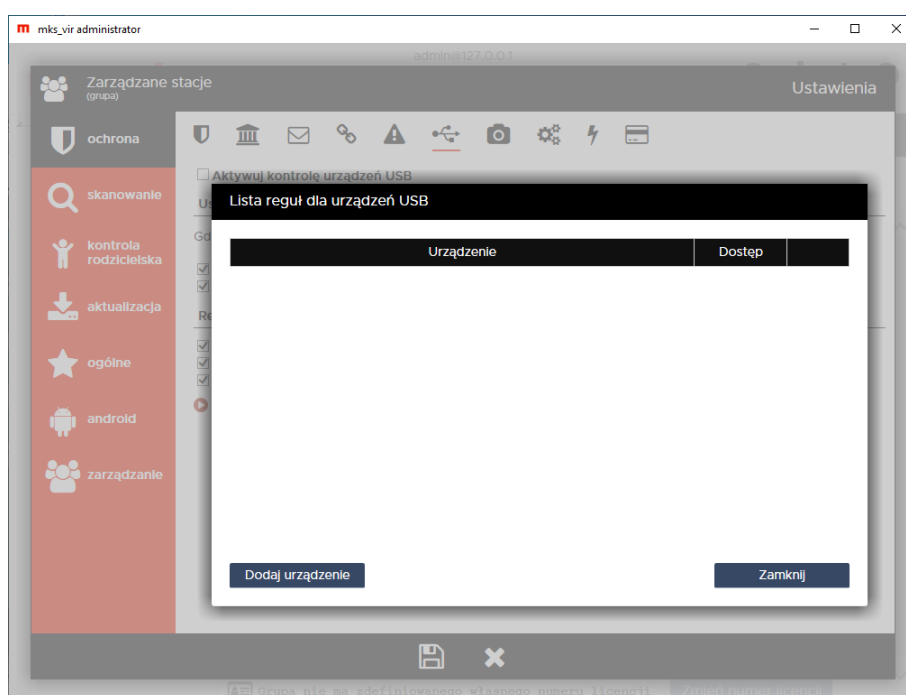 mks_vir administrator
admin@127.0.0.1
Zarządzane stacje
(grupa)
Ustawienia
ochrona
skanowanie
kontrola
rodzicielska
aktualizacja
ogólne
android
zarządzanie
Aktywuj kontrolę urządzeń USB
Lista reguł dla urządzeń USB
Urządzenie
Dostęp
Dodaj urządzenie
Zamknij
Grupa nie ma zdefiniowanego własnego numeru licencji